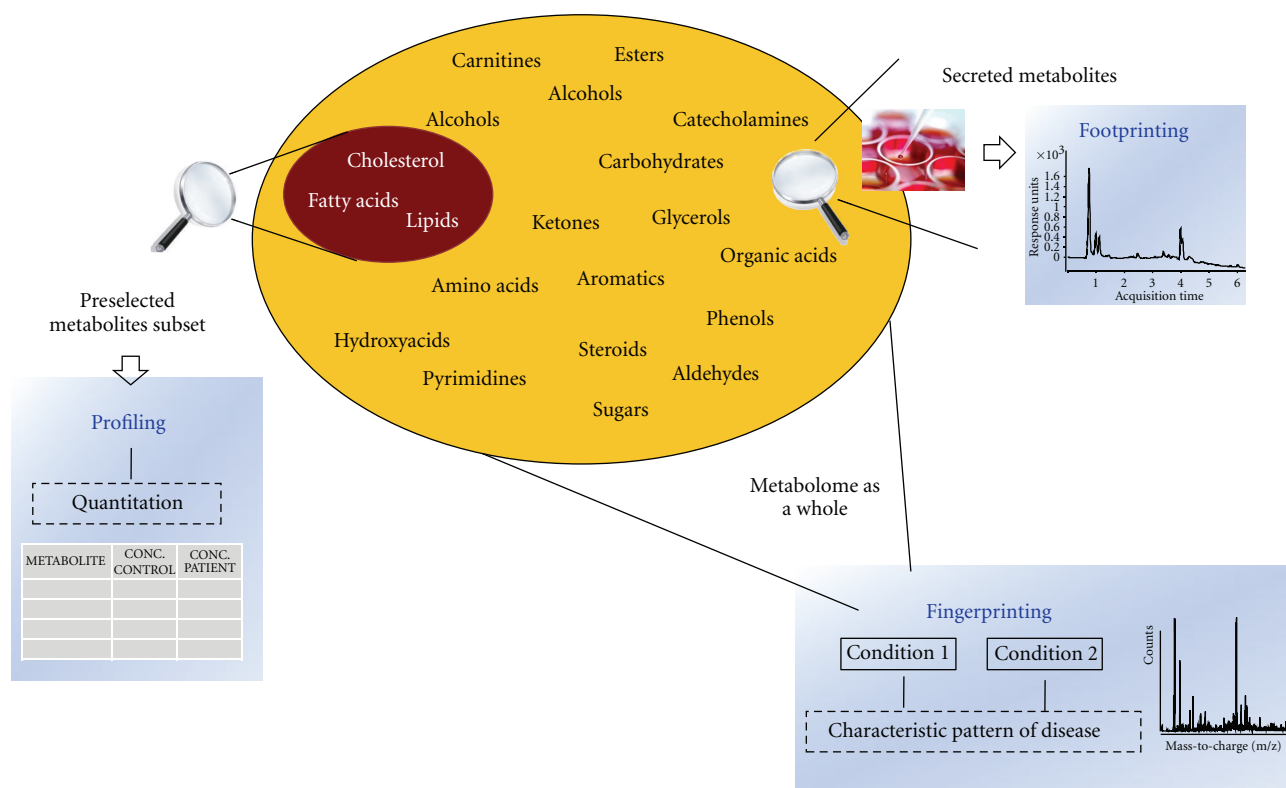 Carnitines
Esters
Alcohols
Alcohols
Catecholamines
Cholesterol
Carbohydrates
Fatty acids
Lipids
Ketones
Glycerols
Organic acids
Amino acids
Aromatics
Phenols
Hydroxyacids
Steroids
Pyrimidines
Aldehydes
Sugars
Secreted metabolites
Footprinting
×10³
Response units
1.6
1.4
1.2
0.8
0.6
0.4
0.2
0
1 2 3 4 5 6
Acquisition time
Preselected
metabolites subset
Profiling
Quantitation
METABOLITE
CONC.
CONTROL
CONC.
PATIENT
Metabolome as
a whole
Fingerprinting
Condition 1
Condition 2
Characteristic pattern of disease
Counts
Mass-to-charge (m/z)